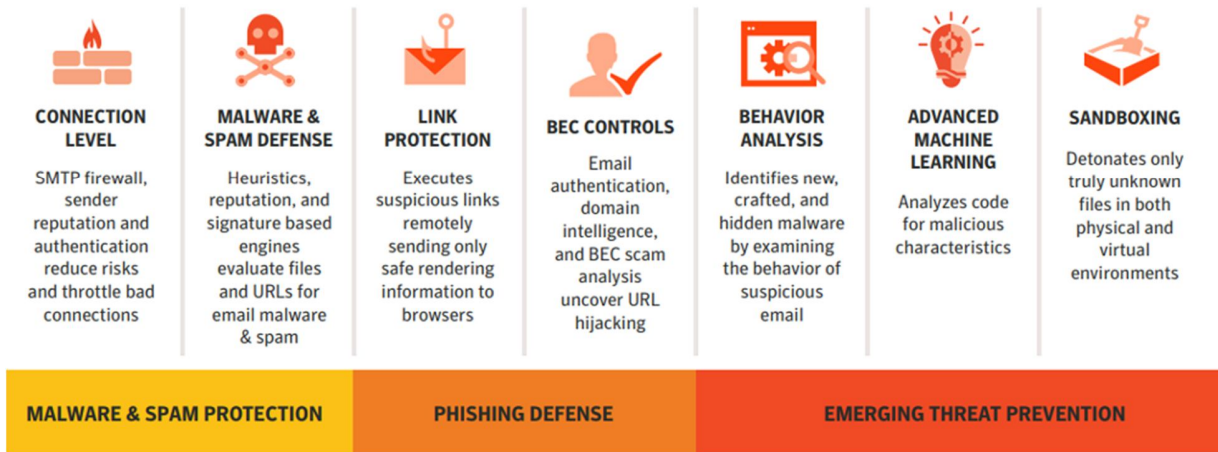 CONNECTION
LEVEL
SMTP firewall,
sender
reputation and
authentication
reduce risks
and throttle bad
connections
MALWARE &
SPAM DEFENSE
Heuristics,
reputation, and
signature based
engines
evaluate files
and URLs for
email malware
& spam
LINK
PROTECTION
Executes
suspicious links
remotely
sending only
safe rendering
information to
browsers
BEC CONTROLS
Email
authentication,
domain
intelligence,
and BEC scam
analysis
uncover URL
hijacking
BEHAVIOR
ANALYSIS
Identifies new,
crafted, and
hidden malware
by examining
the behavior of
suspicious
email
ADVANCED
MACHINE
LEARNING
Analyzes code
for malicious
characteristics
SANDBOXING
Detonates only
truly unknown
files in both
physical and
virtual
environments
MALWARE & SPAM PROTECTION
PHISHING DEFENSE
EMERGING THREAT PREVENTION